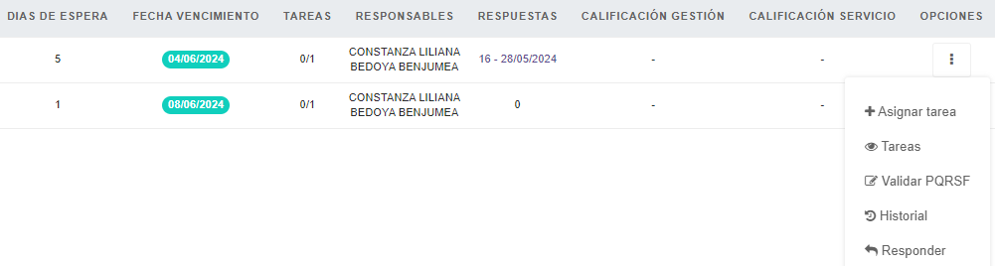 DIAS DE ESPERA FECHA VENCIMIENTO TAREAS RESPONSABLES RESPUESTAS CALIFICACIÓN GESTIÓN CALIFICACIÓN SERVICIO OPCIONES
5 04/06/2024 0/1 CONSTANZA LILIANA BEDOYA BENJUMEA 16 - 28/05/2024 - -
1 08/06/2024 0/1 CONSTANZA LILIANA BEDOYA BENJUMEA 0 - -
Asignar tarea
Tareas
Validar PQRSF
Historial
Responder